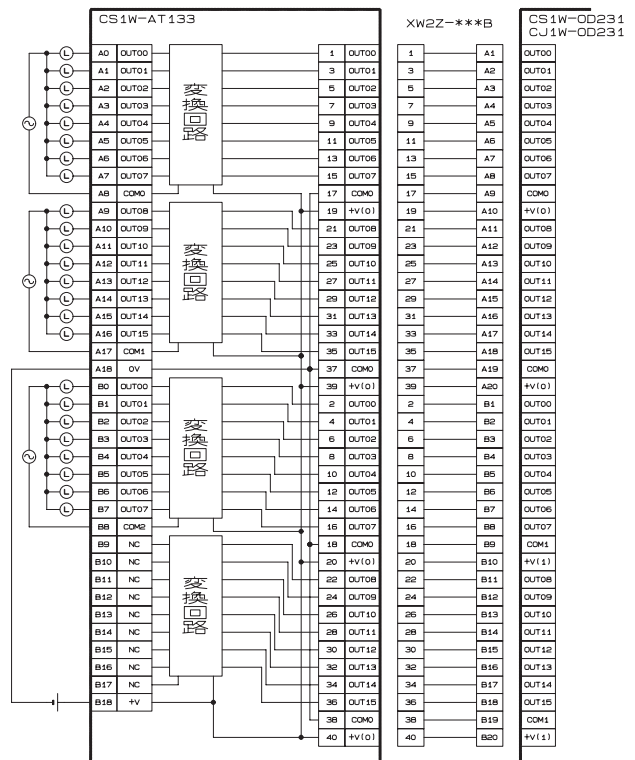 CS1W-AT133 XW2Z-***B CS1W-OD231
CJ1W-OD231
A0 OUT00 1 OUT00 1 A1 OUT00
L A1 OUT01 3 OUT01 3 A2 OUT01
L A2 OUT02 5 OUT02 5 A3 OUT02
L A3 OUT03 7 OUT03 7 A4 OUT03
L A4 OUT04 9 OUT04 9 A5 OUT04
L A5 OUT05 11 OUT05 11 A6 OUT05
L A6 OUT06 13 OUT06 13 A7 OUT06
L A7 OUT07 15 OUT07 15 A8 OUT07
変換回路
A8 COM0 17 COM0 17 A9 COM0
L A9 OUT08 19 +V(0) 19 A10 +V(0)
L A10 OUT09 21 OUT08 21 A11 OUT08
L A11 OUT10 23 OUT09 23 A12 OUT09
L A12 OUT11 25 OUT10 25 A13 OUT10
L A13 OUT12 27 OUT11 27 A14 OUT11
L A14 OUT13 29 OUT12 29 A15 OUT12
L A15 OUT14 31 OUT13 31 A16 OUT13
L A16 OUT15 33 OUT14 33 A17 OUT14
変換回路
A17 COM1 35 OUT15 35 A18 OUT15
A18 0V 37 COM0 37 A19 COM0
L B0 OUT00 39 +V(0) 39 A20 +V(0)
L B1 OUT01 2 OUT00 2 B1 OUT00
L B2 OUT02 4 OUT01 4 B2 OUT01
L B3 OUT03 6 OUT02 6 B3 OUT02
L B4 OUT04 8 OUT03 8 B4 OUT03
L B5 OUT05 10 OUT04 10 B5 OUT04
L B6 OUT06 12 OUT05 12 B6 OUT05
L B7 OUT07 14 OUT06 14 B7 OUT06
変換回路
B8 COM2 16 OUT07 16 B8 OUT07
B9 NC 18 COM0 18 B9 COM1
B10 NC 20 +V(0) 20 B10 +V(1)
B11 NC 22 OUT08 22 B11 OUT08
B12 NC 24 OUT09 24 B12 OUT09
B13 NC 26 OUT10 26 B13 OUT10
B14 NC 28 OUT11 28 B14 OUT11
B15 NC 30 OUT12 30 B15 OUT12
B16 NC 32 OUT13 32 B16 OUT13
変換回路
B17 NC 34 OUT14 34 B17 OUT14
B18 +V 36 OUT15 36 B18 OUT15
38 COM0 38 B19 COM1
40 +V(0) 40 B20 +V(1)